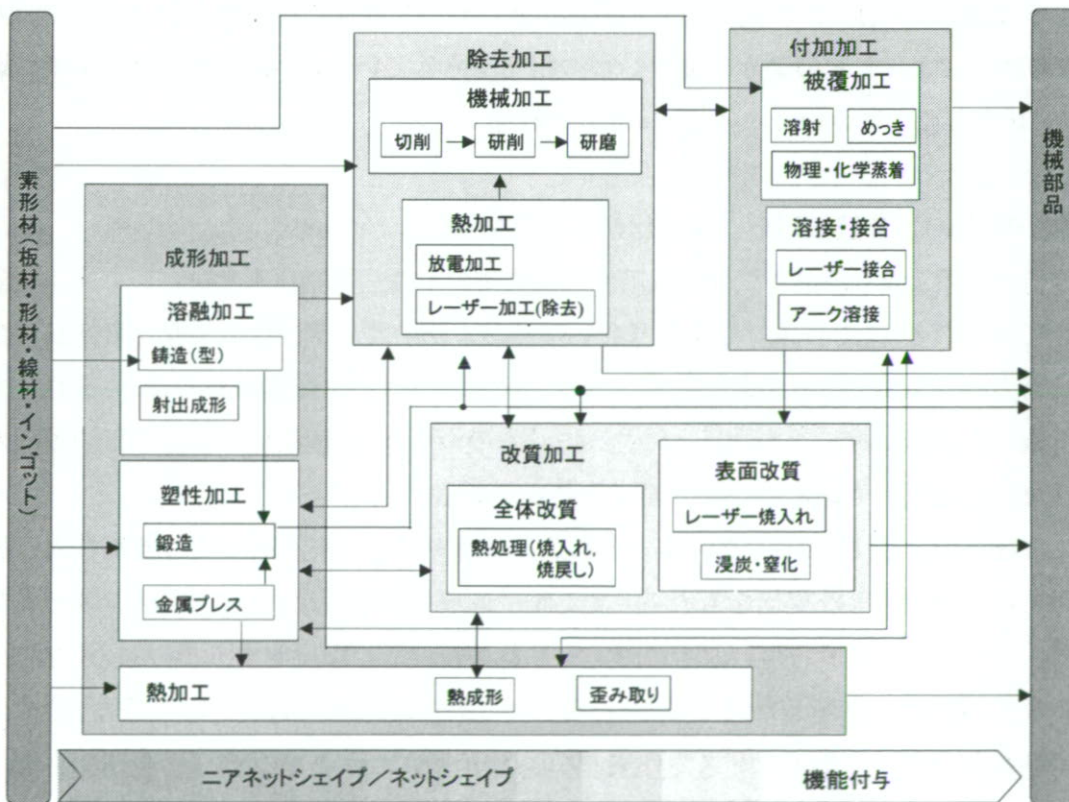 素形材(板材・形材・線材・インゴット)
除去加工
機械加工
切削
研削
研磨
熱加工
放電加工
レーザー加工(除去)
付加加工
被覆加工
溶射
めっき
物理・化学蒸着
溶接・接合
レーザー接合
アーク溶接
機械部品
成形加工
溶融加工
鋳造(型)
射出成形
塑性加工
鍛造
金属プレス
改質加工
全体改質
熱処理(焼入れ,
焼戻し)
表面改質
レーザー焼入れ
浸炭・窒化
熱加工
熱成形
歪み取り
ニアネットシェイプ/ネットシェイプ
機能付与